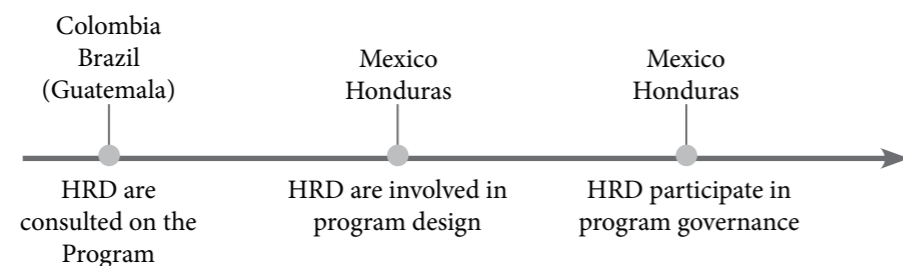 Colombia
Brazil
(Guatemala)
Mexico
Honduras
Mexico
Honduras
HRD are
consulted on the
Program
HRD are involved in
program design
HRD participate in
program governance